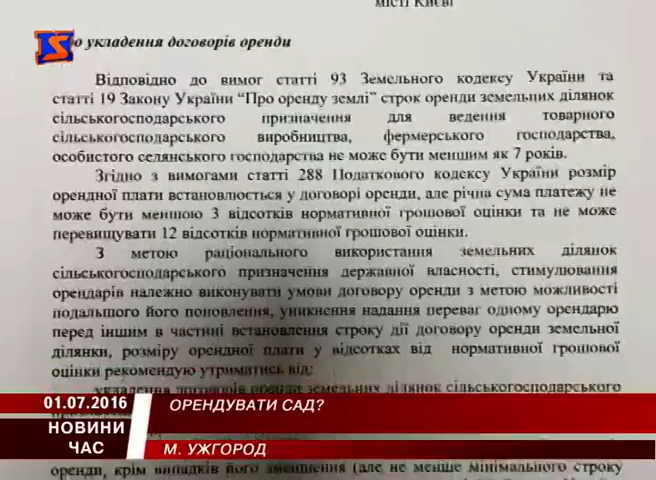 місті Києві
ю укладення договорів оренди
Відповідно до вимог статті 93 Земельного кодексу України та
статті 19 Закону України “Про оренду землі” строк оренди земельних ділянок
сільськогосподарського призначення для ведення товарного
сільськогосподарського виробництва, фермерського господарства,
особистого селянського господарства не може бути меншим як 7 років.
Згідно з вимогами статті 288 Податкового кодексу України розмір
орендної плати встановлюється у договорі оренди, але річна сума платежу не
може бути меншою 3 відсотків нормативної грошової оцінки та не може
перевищувати 12 відсотків нормативної грошової оцінки.
З метою раціонального використання земельних ділянок
сільськогосподарського призначення державної власності, стимулювання
орендарів належно виконувати умови договору оренди з метою можливості
подальшого його поновлення, уникнення надання переваг одному орендарю
перед іншим в частині встановлення строку дії договору оренди земельної
ділянки, розміру орендної плати у відсотках від нормативної грошової
оцінки рекомендую утриматись від:
укладення договорів оренди земельних ділянок сільськогосподарського
01.07.2016
ОРЕНДУВАТИ САД?
НОВИНИ
ЧАС
М. УЖГОРОД
оренди, крім випадків його зменшення (але не менше мінімального строку